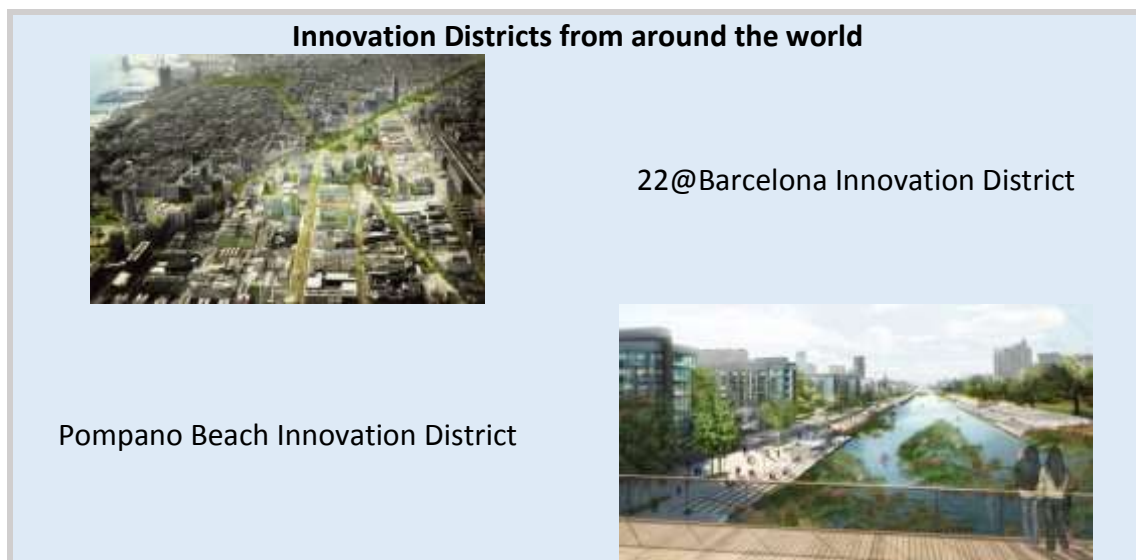 Innovation Districts from around the world
22@Barcelona Innovation District
Pompano Beach Innovation District